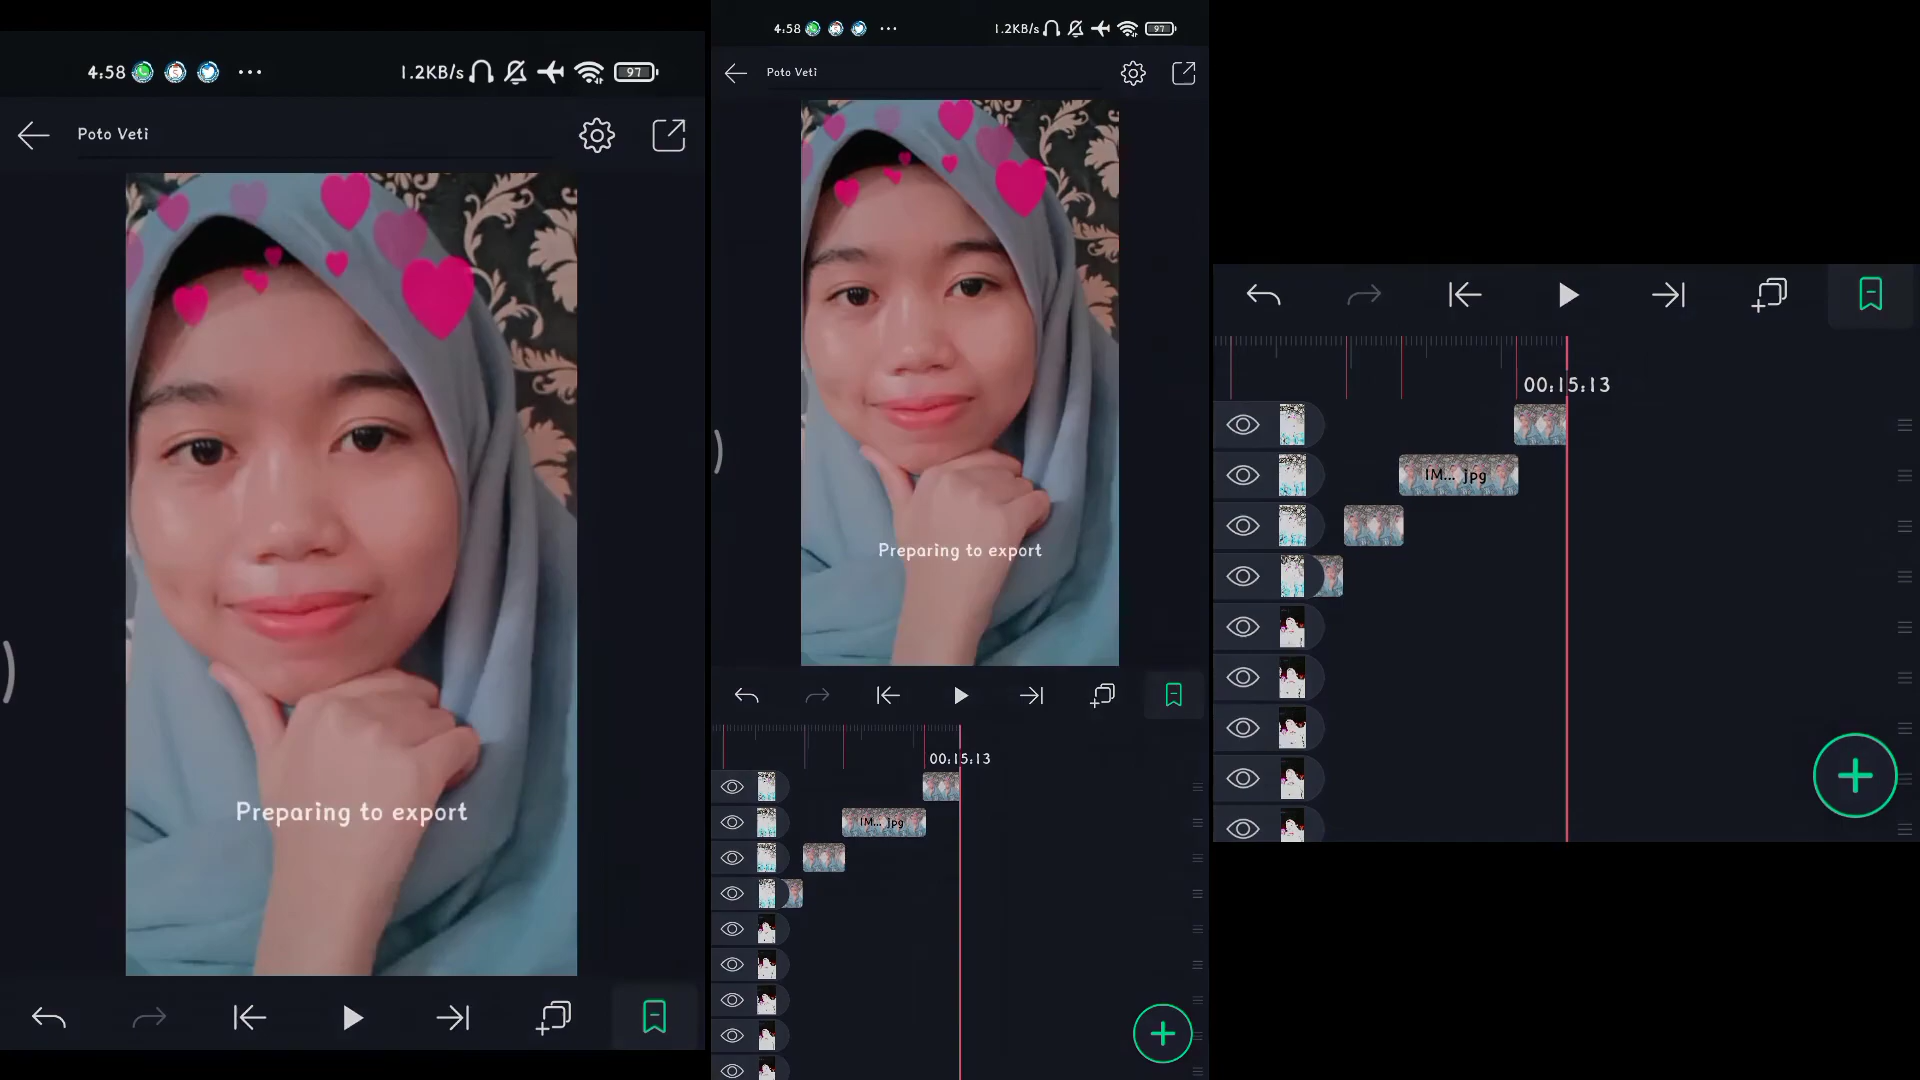 4:58
1.2KB/s
97
Poto Veti
Preparing to export
4:58
1.2KB/s
97
Poto Veti
Preparing to export
00:15:13
IM... jpg
00:15:13
IM... jpg